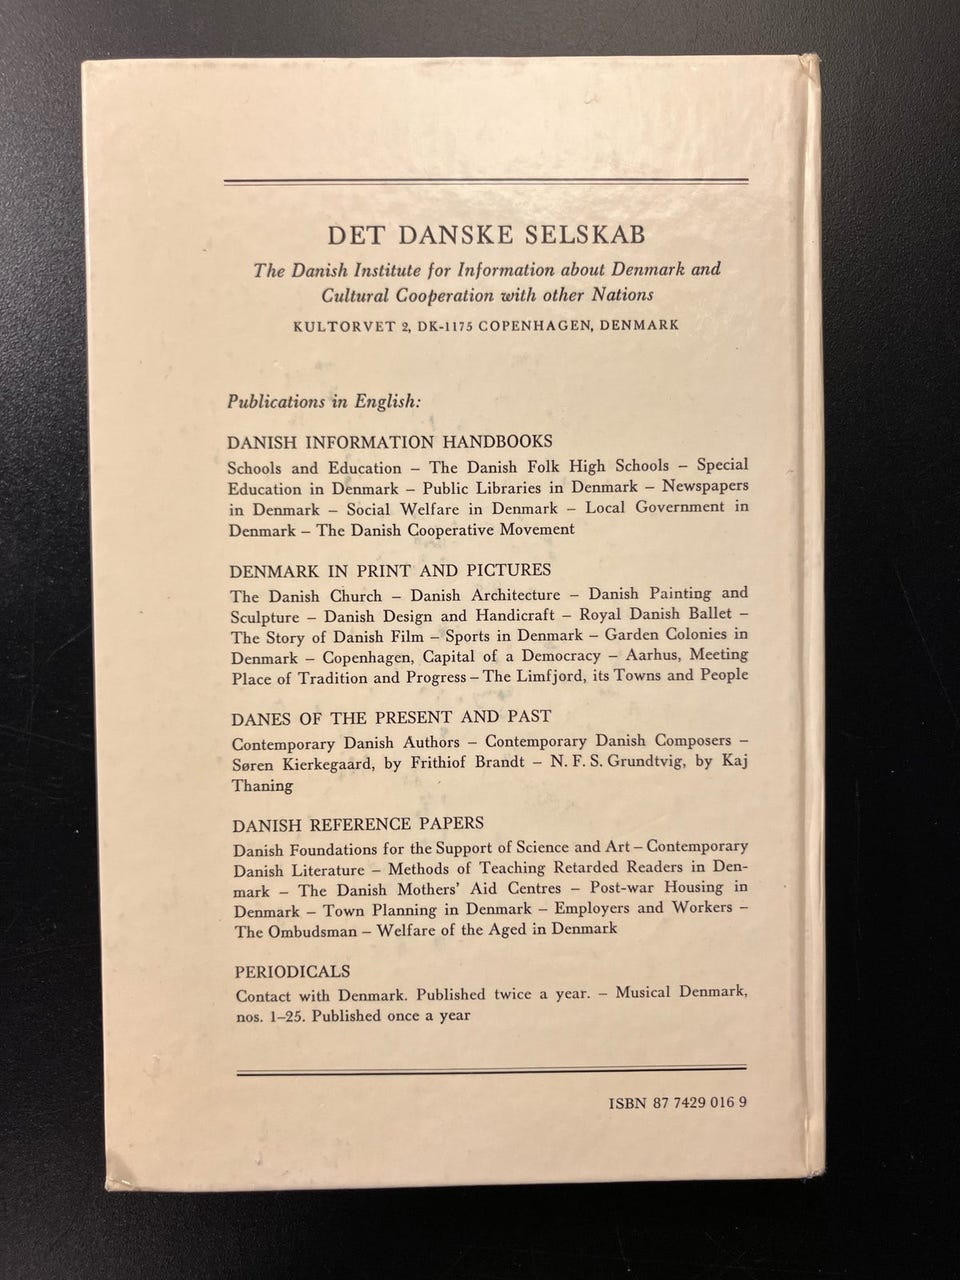 DET DANSKE SELSKAB
The Danish Institute for Information about Denmark and
Cultural Cooperation with other Nations
KULTORVET 2, DK-1175 COPENHAGEN, DENMARK
Publications in English:
DANISH INFORMATION HANDBOOKS
Schools and Education – The Danish Folk High Schools – Special
Education in Denmark – Public Libraries in Denmark – Newspapers
in Denmark – Social Welfare in Denmark – Local Government in
Denmark – The Danish Cooperative Movement
DENMARK IN PRINT AND PICTURES
The Danish Church – Danish Architecture – Danish Painting and
Sculpture – Danish Design and Handicraft – Royal Danish Ballet –
The Story of Danish Film – Sports in Denmark – Garden Colonies in
Denmark – Copenhagen, Capital of a Democracy – Aarhus, Meeting
Place of Tradition and Progress – The Limfjord, its Towns and People
DANES OF THE PRESENT AND PAST
Contemporary Danish Authors – Contemporary Danish Composers –
Søren Kierkegaard, by Frithiof Brandt – N. F. S. Grundtvig, by Kaj
Thaning
DANISH REFERENCE PAPERS
Danish Foundations for the Support of Science and Art – Contemporary
Danish Literature – Methods of Teaching Retarded Readers in Den-
mark – The Danish Mothers' Aid Centres – Post-war Housing in
Denmark – Town Planning in Denmark – Employers and Workers –
The Ombudsman – Welfare of the Aged in Denmark
PERIODICALS
Contact with Denmark. Published twice a year. – Musical Denmark,
nos. 1–25. Published once a year
ISBN 87 7429 016 9